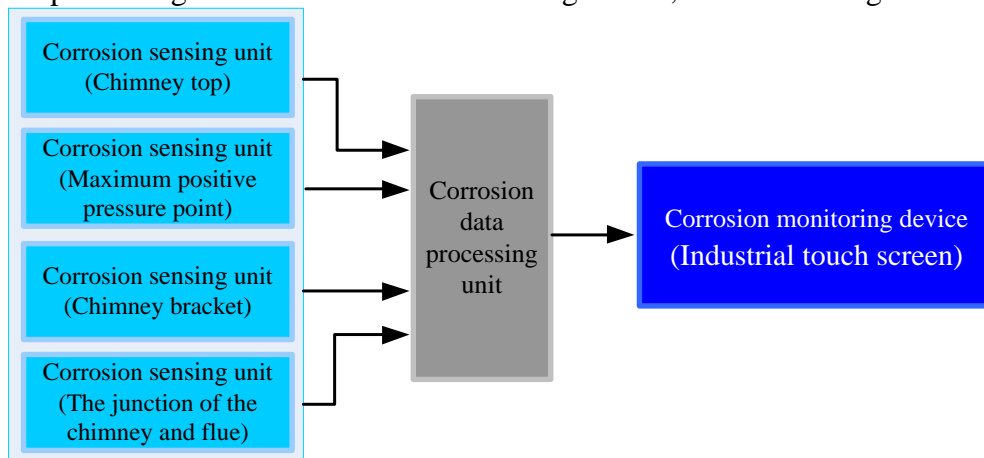 Corrosion sensing unit
(Chimney top)
Corrosion sensing unit
(Maximum positive
pressure point)
Corrosion sensing unit
(Chimney bracket)
Corrosion sensing unit
(The junction of the
chimney and flue)
Corrosion
data
processing
unit
Corrosion monitoring device
(Industrial touch screen)